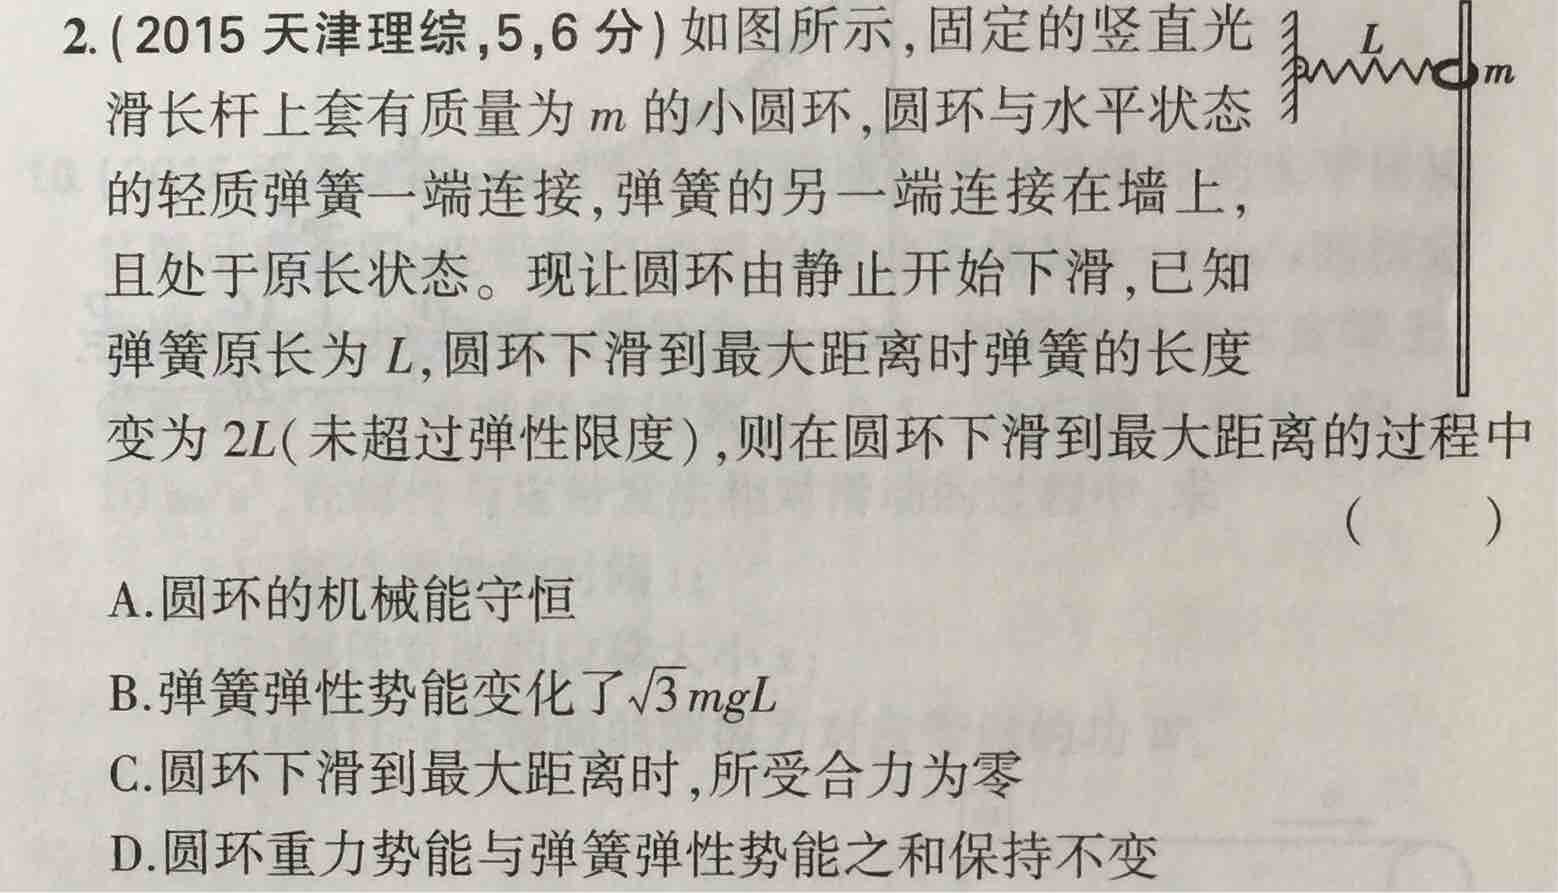 2.(2015天津理综,5,6分)如图所示,固定的竖直光
滑长杆上套有质量为m的小圆环,圆环与水平状态
的轻质弹簧一端连接,弹簧的另一端连接在墙上,
且处于原长状态。现让圆环由静止开始下滑,已知
弹簧原长为L,圆环下滑到最大距离时弹簧的长度
变为2L(未超过弹性限度),则在圆环下滑到最大距离的过程中
(  )
L
m
A.圆环的机械能守恒
B.弹簧弹性势能变化了√3mgL
C.圆环下滑到最大距离时,所受合力为零
D.圆环重力势能与弹簧弹性势能之和保持不变